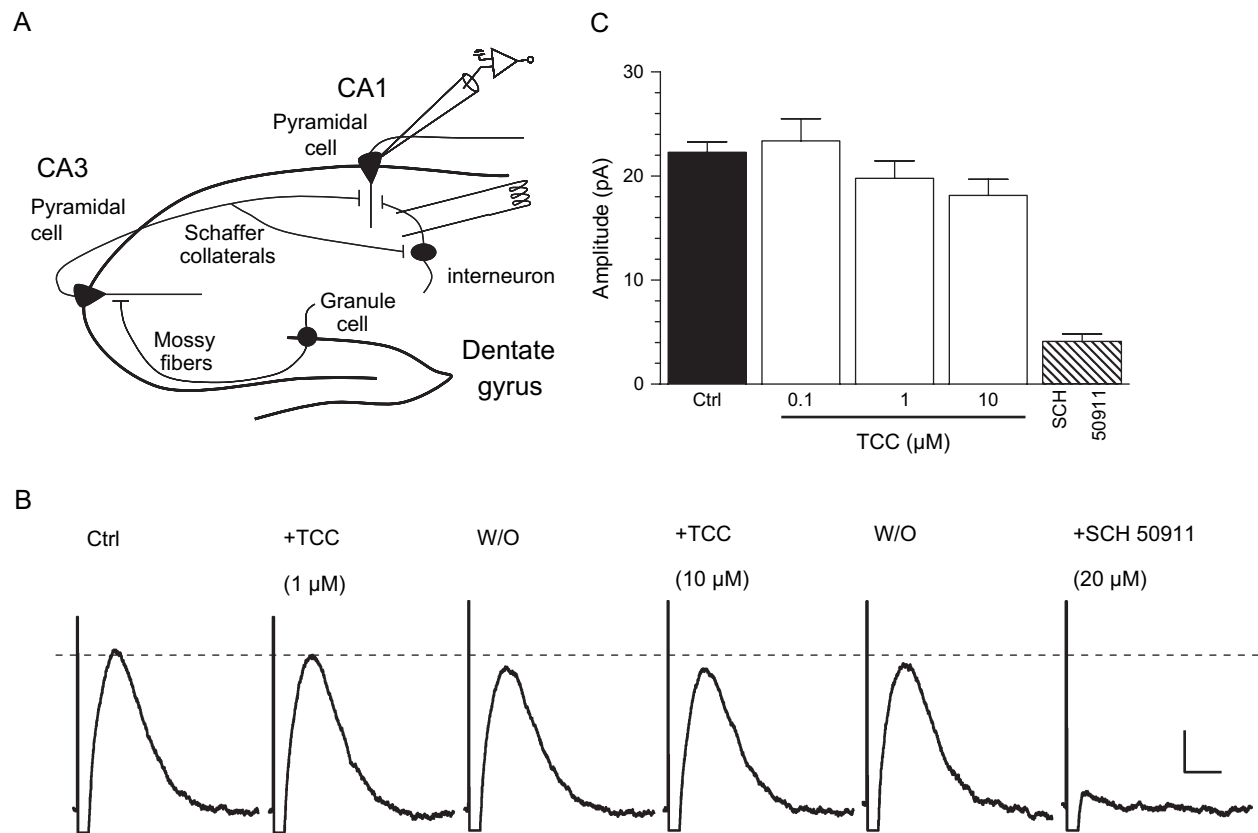 A
CA1
Pyramidal
cell
CA3
Pyramidal
cell
Schaffer
collaterals
interneuron
Granule
cell
Mossy
fibers
Dentate
gyrus
C
30
20
10
0
Amplitude (pA)
Ctrl
0.1
1
10
TCC (µM)
SCH
50911
B
Ctrl
+TCC
(1 µM)
W/O
+TCC
(10 µM)
W/O
+SCH 50911
(20 µM)